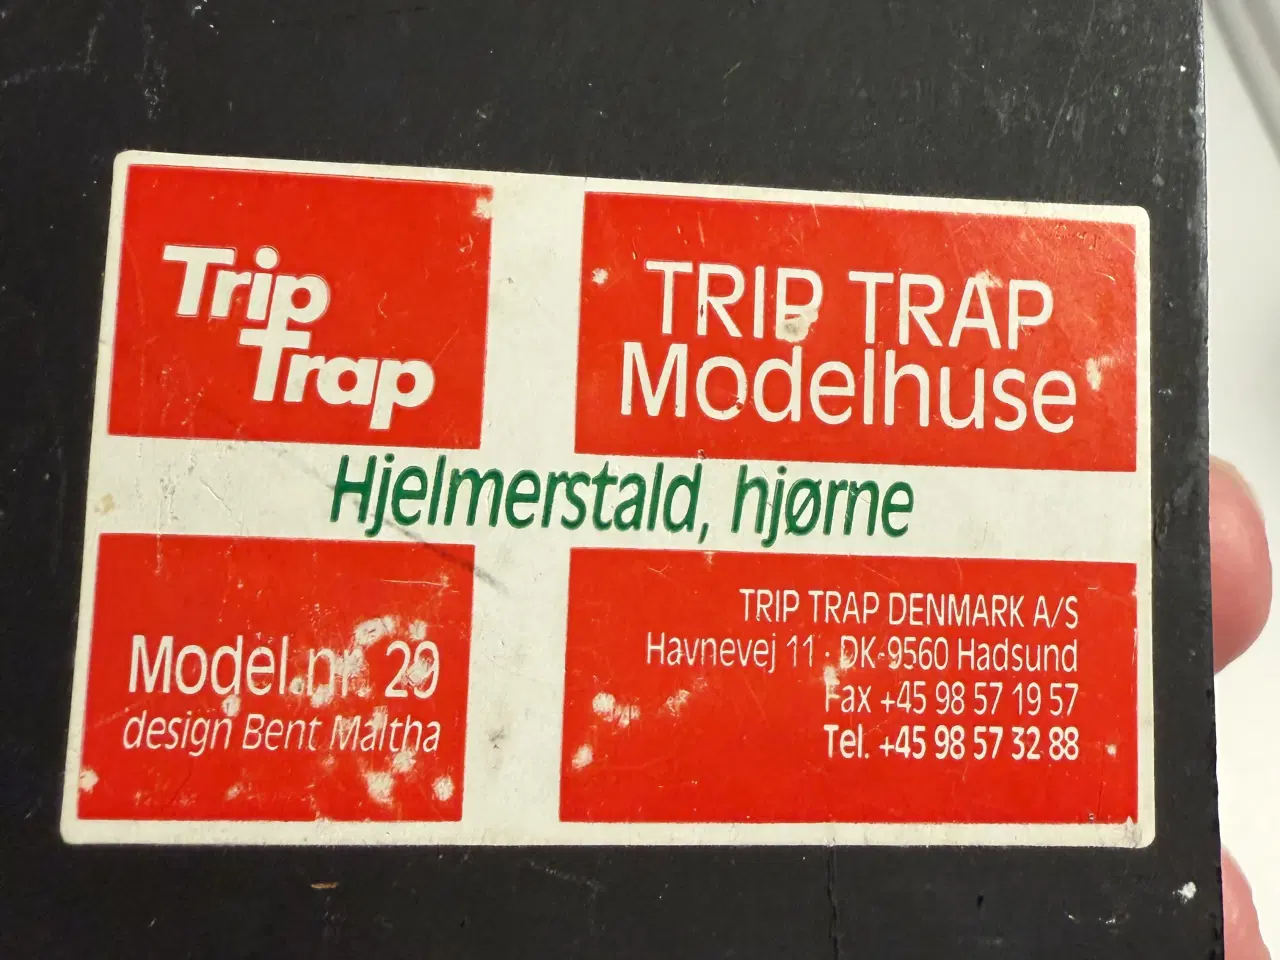 Trip
Trap
TRIP TRAP
Modelhuse
Hjelmerstald, hjørne
Model nr. 29
design Bent Maltha
TRIP TRAP DENMARK A/S
Havnevej 11 · DK-9560 Hadsund
Fax +45 98 57 19 57
Tel. +45 98 57 32 88